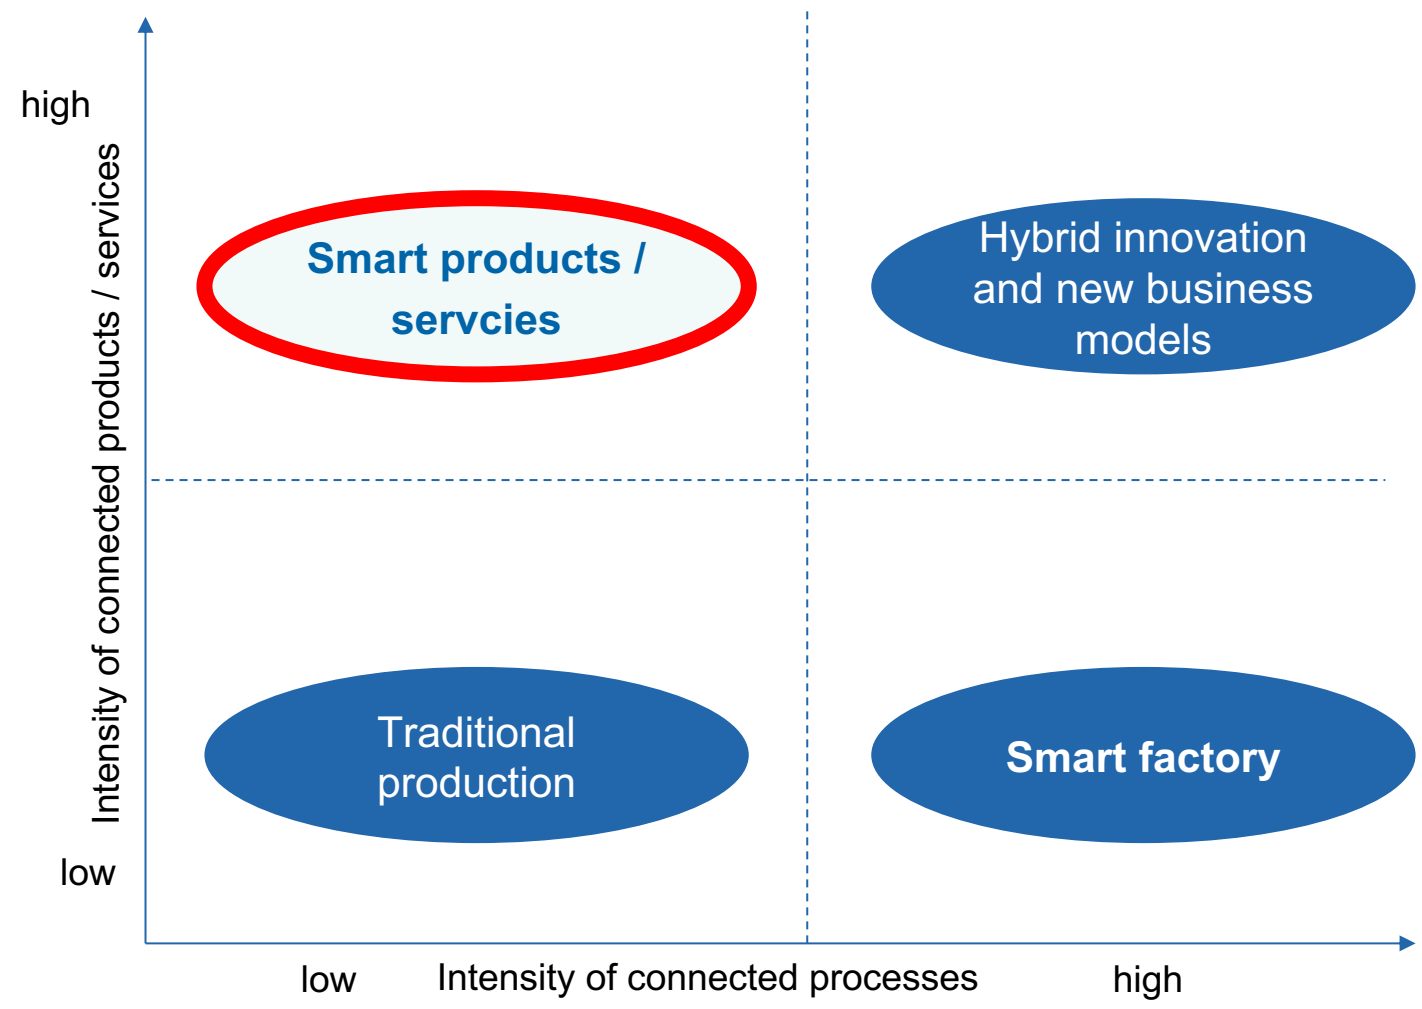 high
Intensity of connected products / services
low
Smart products /
servcies
Hybrid innovation
and new business
models
Traditional
production
Smart factory
low
Intensity of connected processes
high